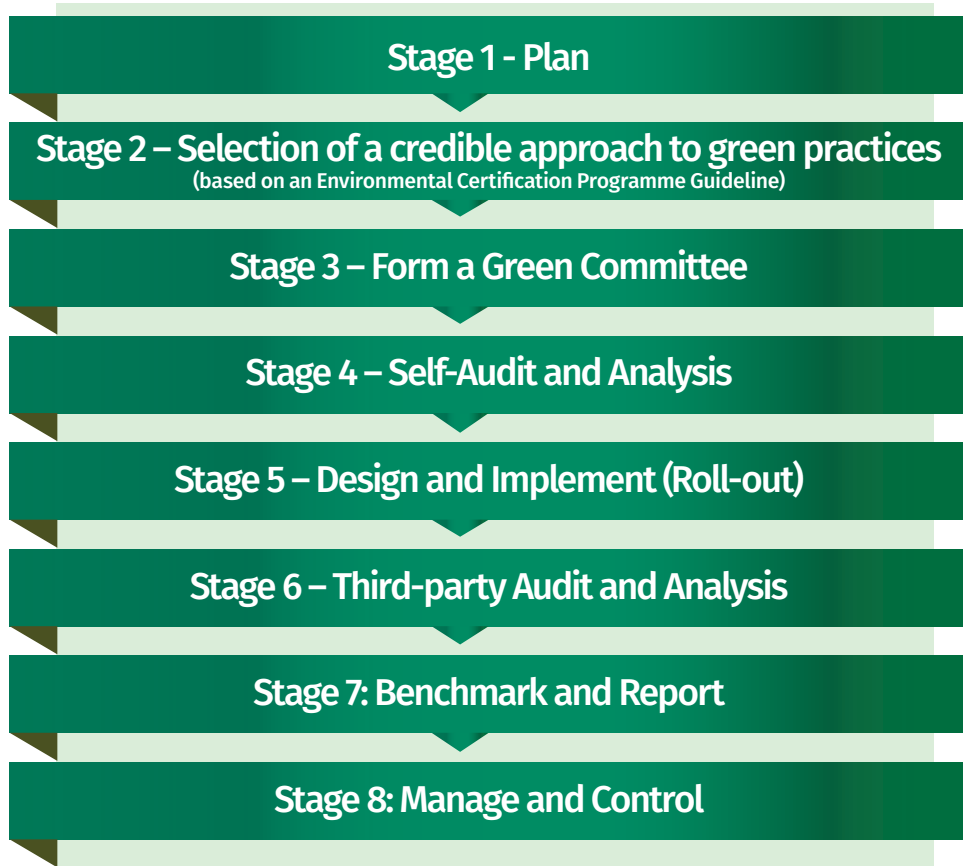 Stage 1 - Plan
Stage 2 – Selection of a credible approach to green practices
(based on an Environmental Certification Programme Guideline)
Stage 3 – Form a Green Committee
Stage 4 – Self-Audit and Analysis
Stage 5 – Design and Implement (Roll-out)
Stage 6 – Third-party Audit and Analysis
Stage 7: Benchmark and Report
Stage 8: Manage and Control